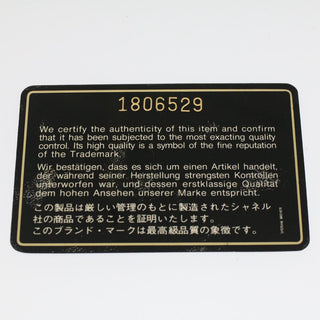 1806529
We certify the authenticity of this item and confirm
that it has been subjected to the most exacting quality
control. Its high quality is a symbol of the fine reputation
of the Trademark.
Wir bestätigen, dass es sich um einen Artikel handelt,
der während seiner Herstellung strengsten Kontrollen
unterworfen war, und dessen erstklassige Qualität
dem hohen Ansehen unserer Marke entspricht.
この製品は厳しい管理のもとに製造されたシャネル
社の商品であることを証明いたします。
このブランド・マークは最高級品質の象徴です。